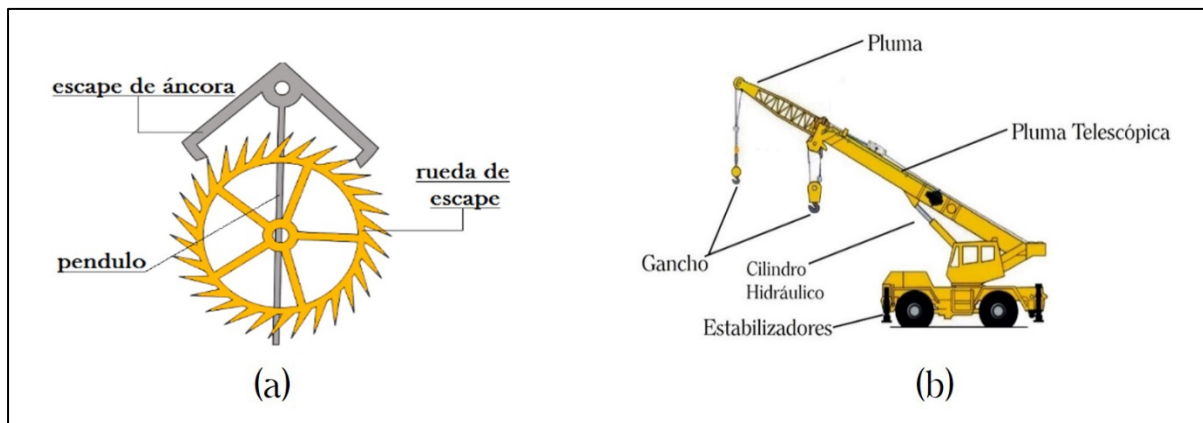 escape de áncora
rueda de
escape
pendulo
(a)
Pluma
Pluma Telescópica
Gancho
Cilindro
Hidráulico
Estabilizadores
(b)